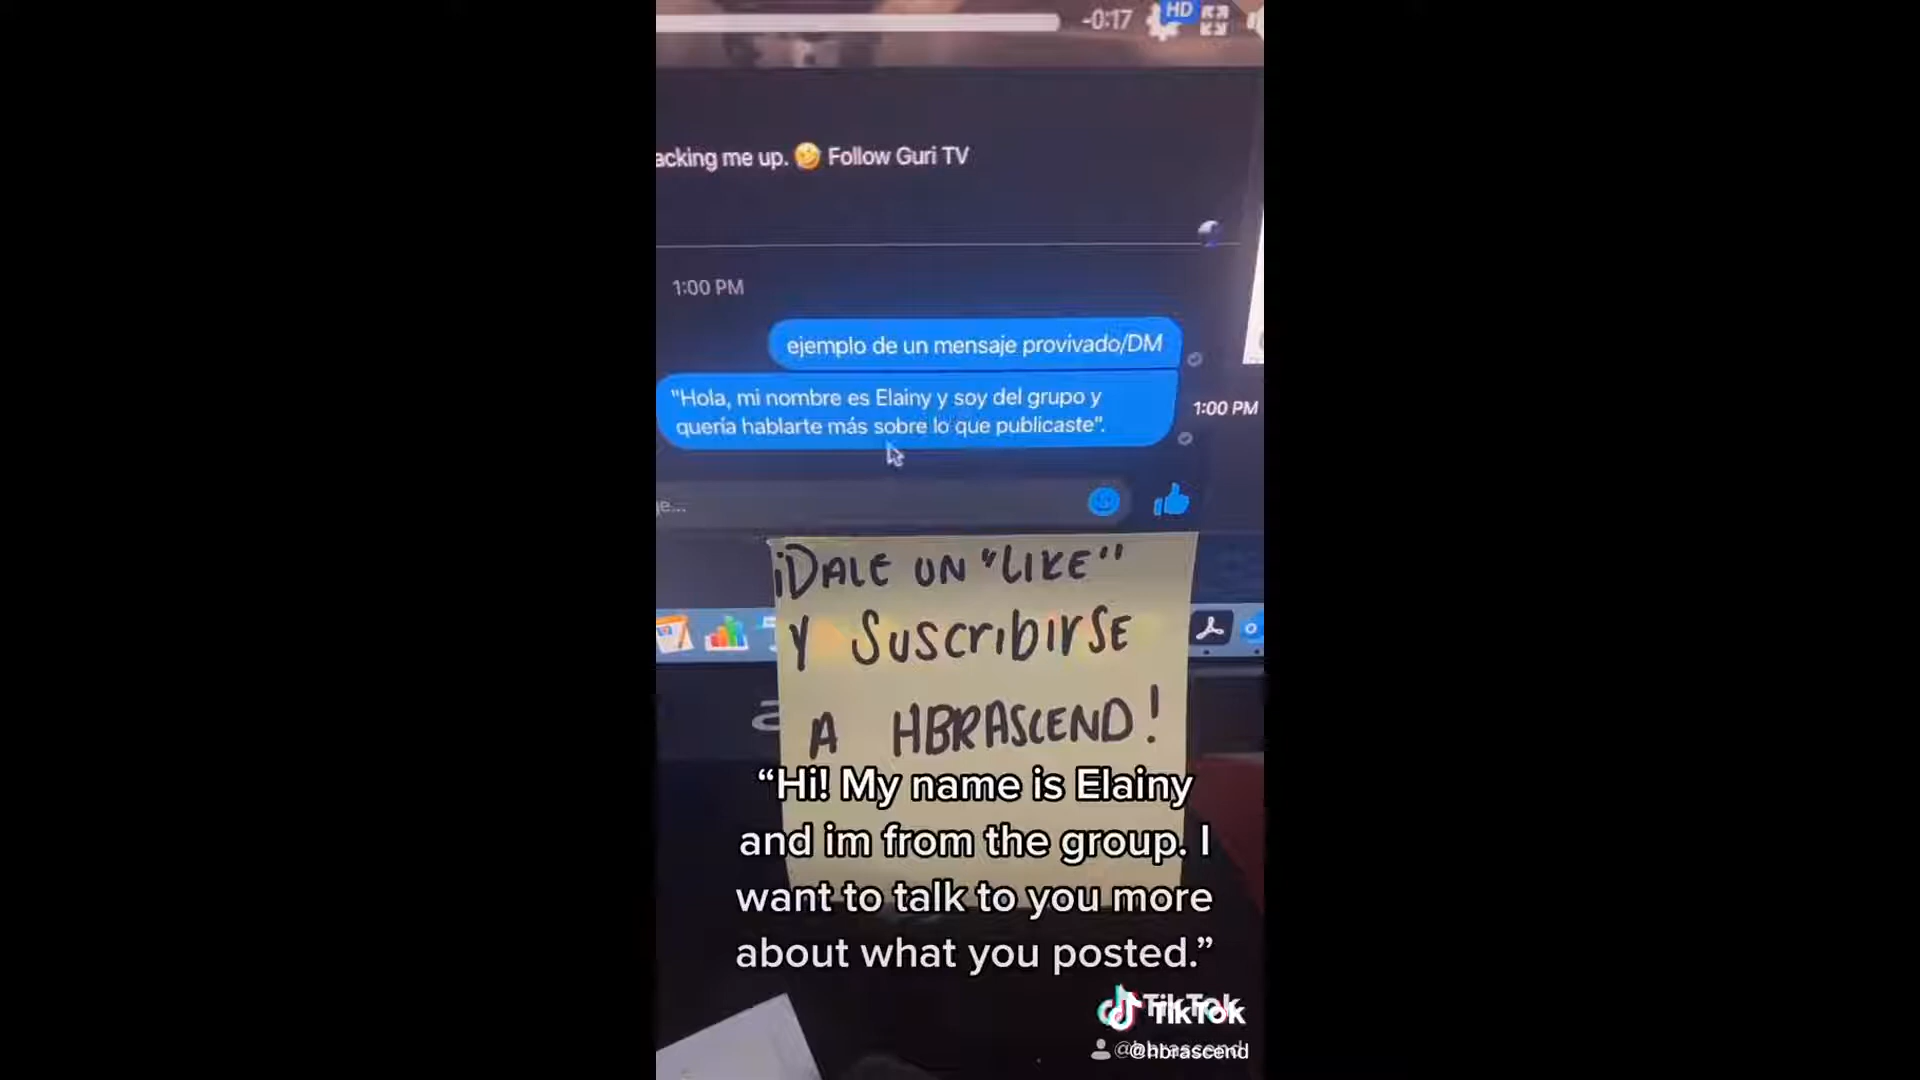 -0:17
HD
acking me up. 🤣 Follow Guri TV
1:00 PM
ejemplo de un mensaje provivado/DM
"Hola, mi nombre es Elainy y soy del grupo y
quería hablarte más sobre lo que publicaste".
1:00 PM
e...
¡DALE UN "LIKE"
Y SUSCRIBIRSE
A HBRASCEND!
“Hi! My name is Elainy
and im from the group. I
want to talk to you more
about what you posted.”
TikTok
@hbrascend